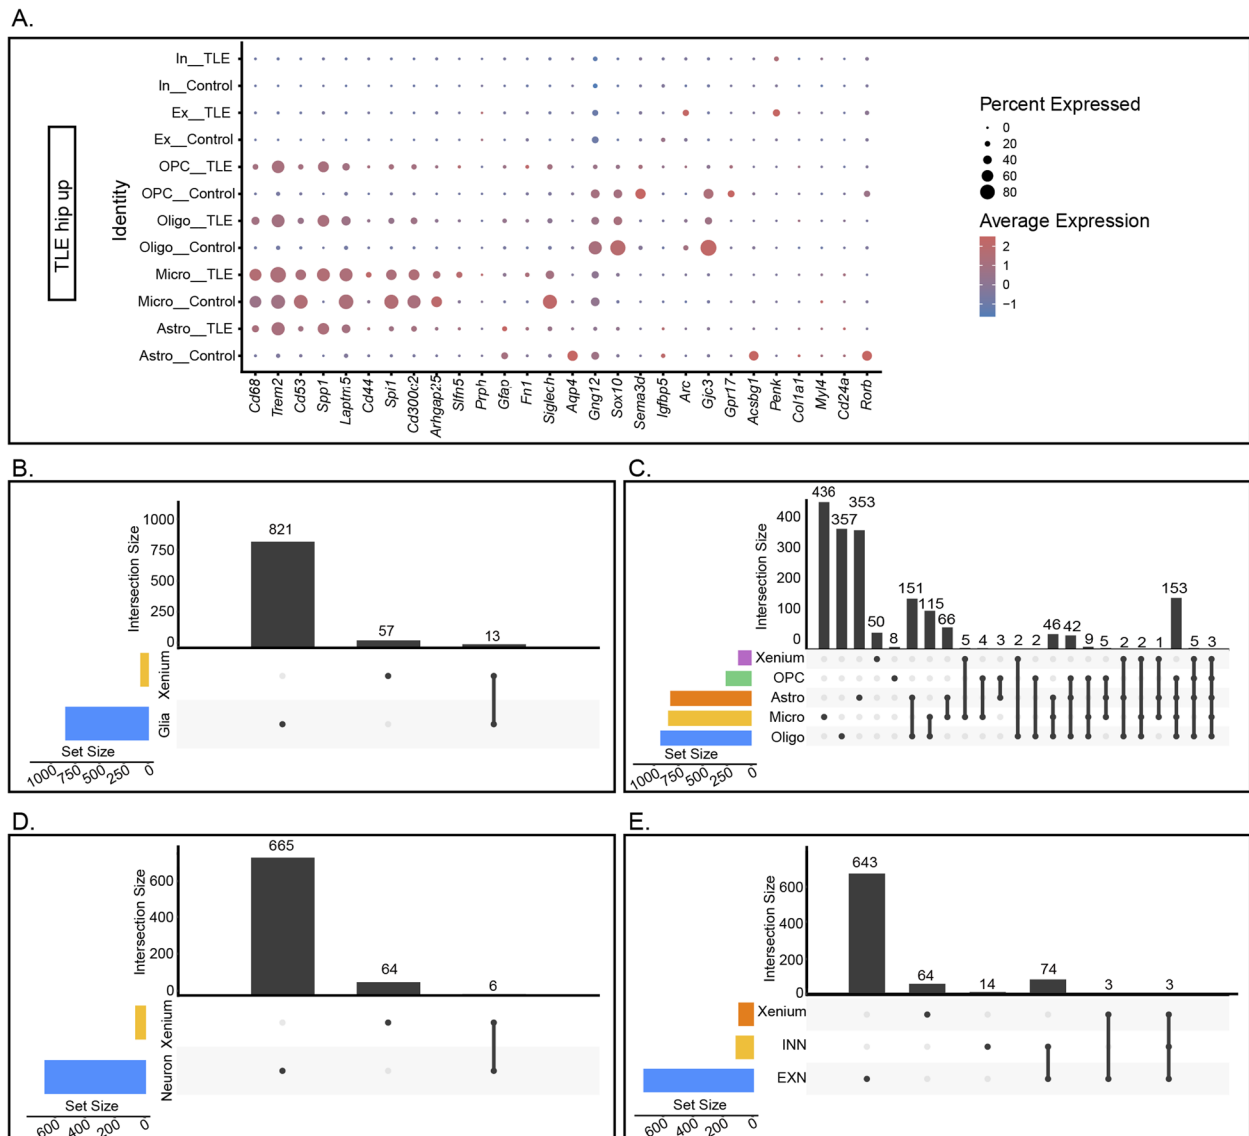 A.
TLE hip up
Identity
In__TLE
In__Control
Ex__TLE
Ex__Control
OPC__TLE
OPC__Control
Oligo__TLE
Oligo__Control
Micro__TLE
Micro__Control
Astro__TLE
Astro__Control
Cd68 Trem2 Cd53 Spp1 Laptm5 Cd44 Spi1 Cd300c2 Arhgap25 Slfn5 Prph Gfap Fn1 Siglech Aqp4 Gng12 Sox10 Sema3d Igfbp5 Arc Gjc3 Gpr17 Acsbg1 Penk Col1a1 Myl4 Cd24a Rorb
Percent Expressed
0
20
40
60
80
Average Expression
2
1
0
−1
B.
Intersection Size
1000
750
500
250
0
821 57 13
Xenium
Glia
Set Size
1000 750 500 250 0
C.
Intersection Size
400
300
200
100
0
436 357 353 50 8 151 115 66 5 4 3 2 2 46 42 9 5 2 2 1 153 5 3
Xenium
OPC
Astro
Micro
Oligo
Set Size
1000 750 500 250 0
D.
Intersection Size
600
400
200
0
665 64 6
Xenium
Neuron
Set Size
600 400 200 0
E.
Intersection Size
600
400
200
0
643 64 14 74 3 3
Xenium
INN
EXN
Set Size
600 400 200 0